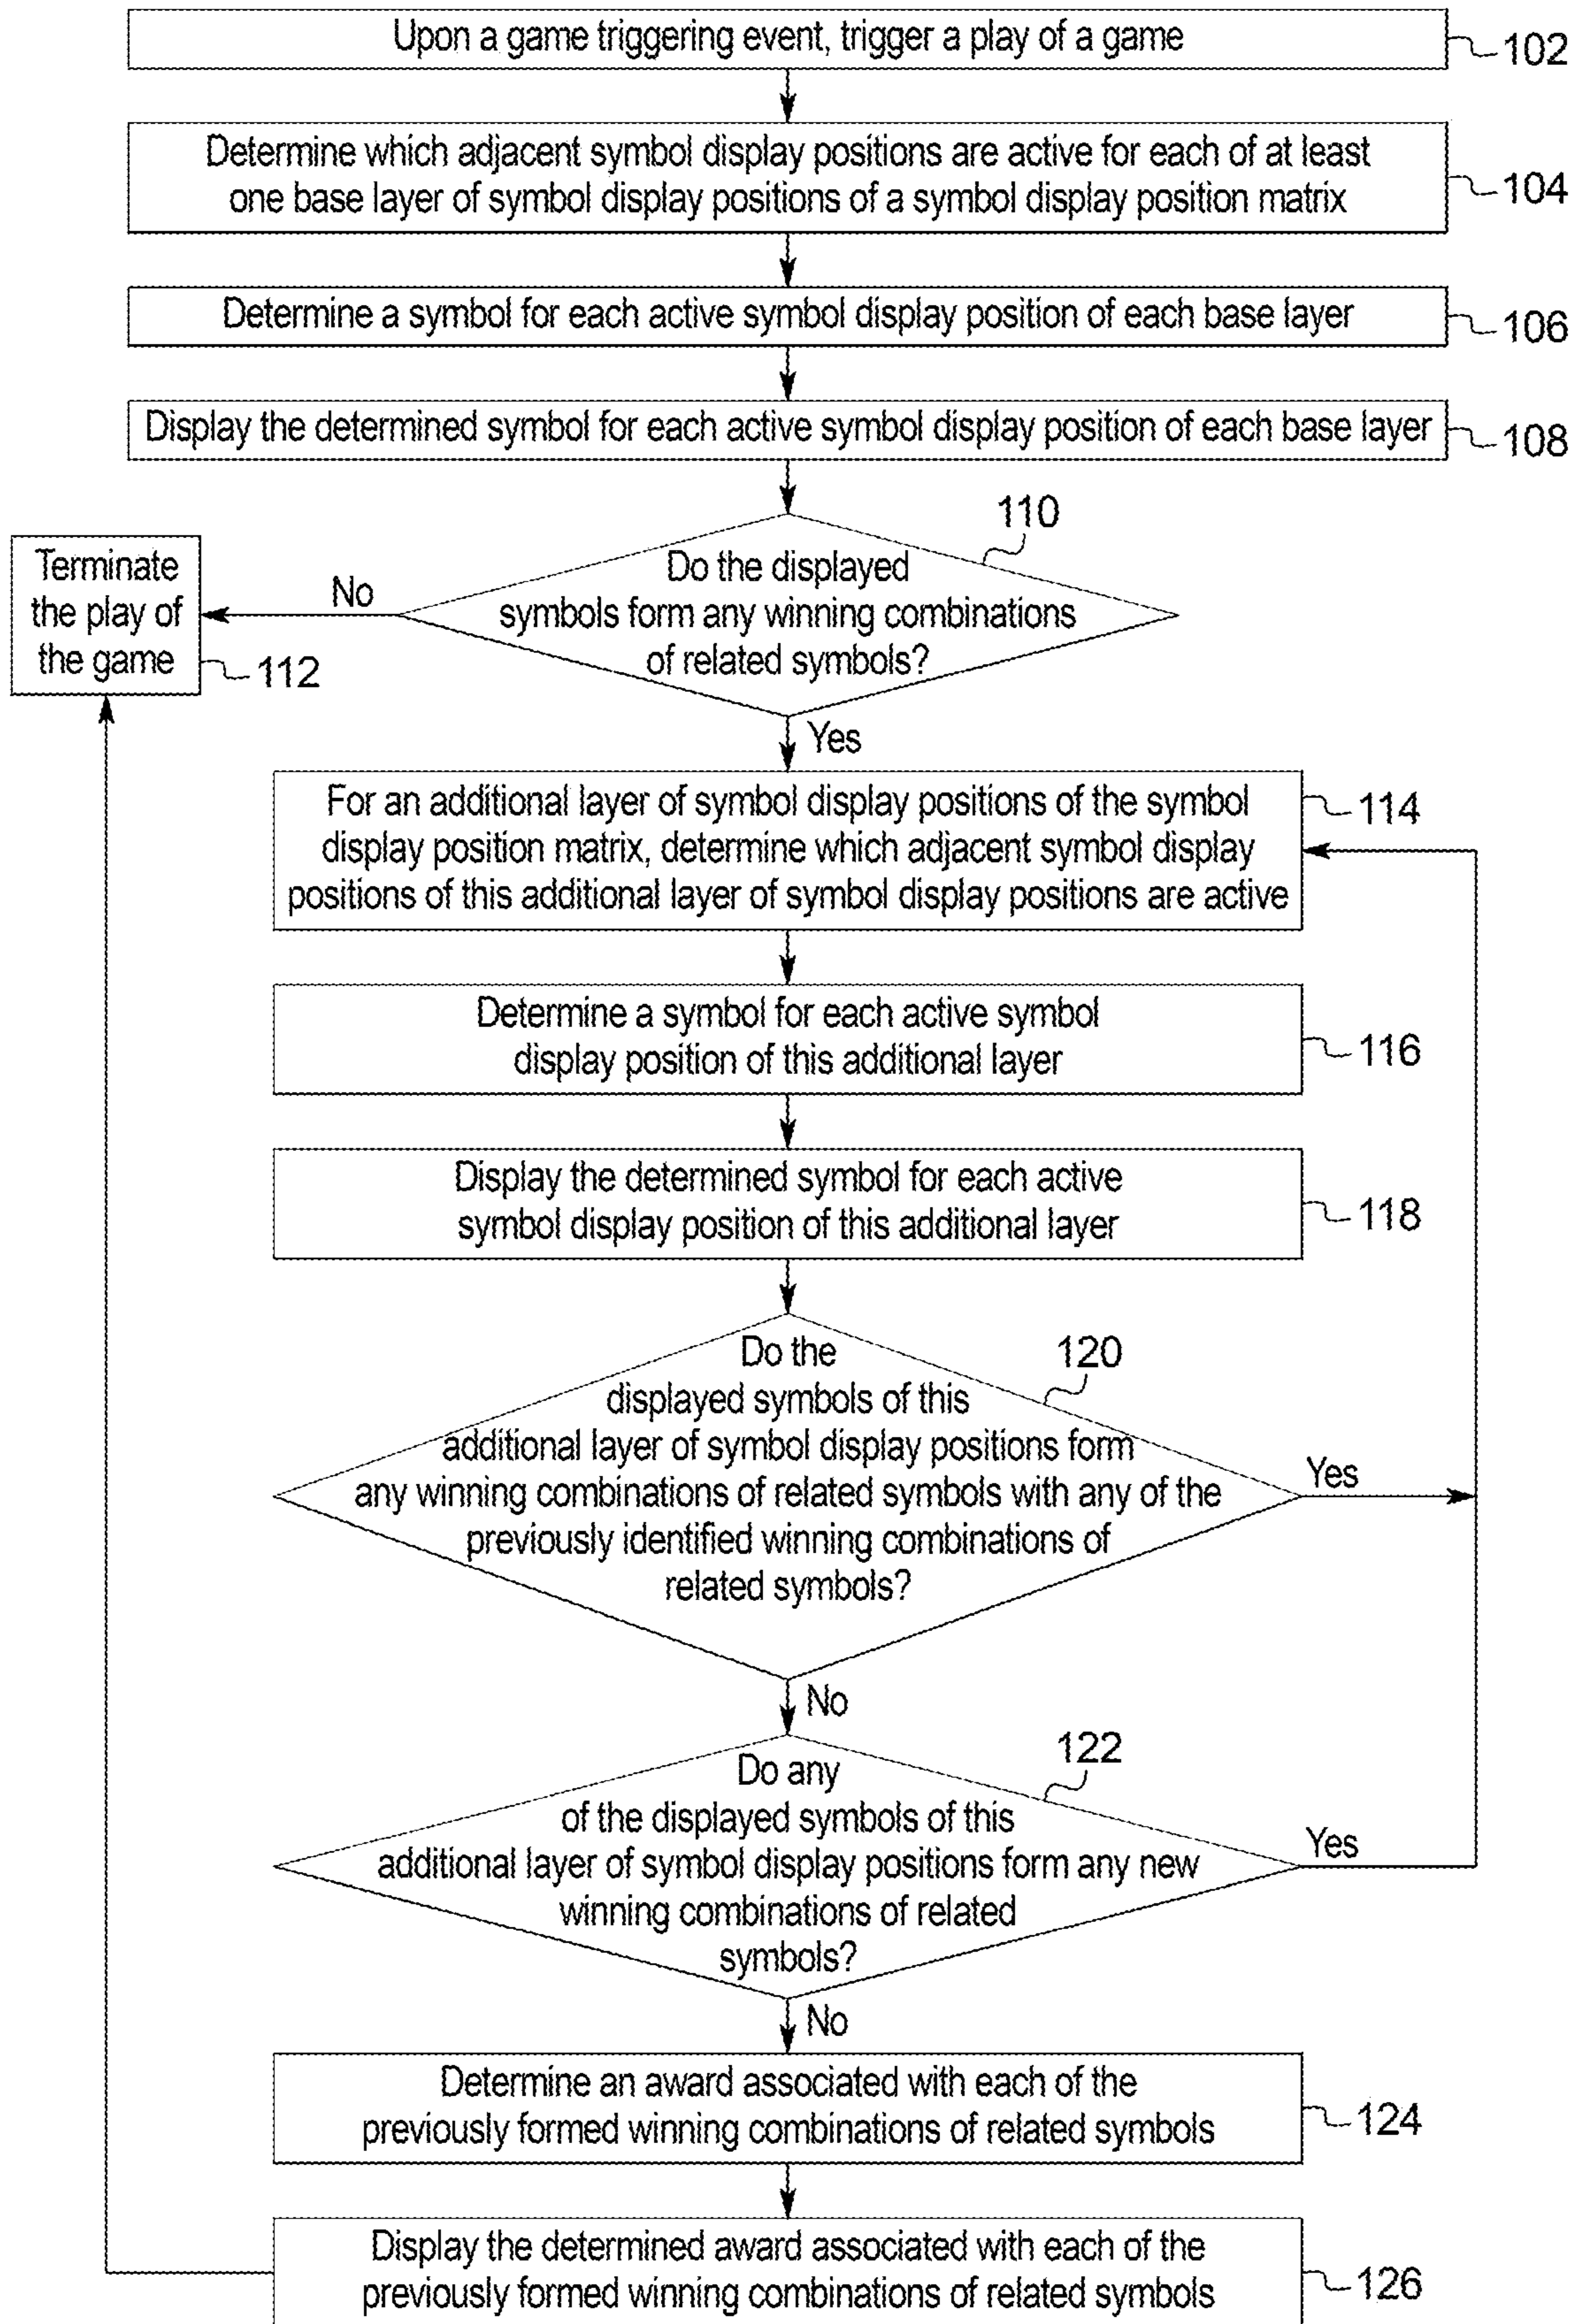 Upon a game triggering event, trigger a play of a game
102
Determine which adjacent symbol display positions are active for each of at least
one base layer of symbol display positions of a symbol display position matrix
104
Determine a symbol for each active symbol display position of each base layer
106
Display the determined symbol for each active symbol display position of each base layer
108
110
Do the displayed
symbols form any winning combinations
of related symbols?
No
Terminate
the play of
the game
112
Yes
For an additional layer of symbol display positions of the symbol
display position matrix, determine which adjacent symbol display
positions of this additional layer of symbol display positions are active
114
Determine a symbol for each active symbol
display position of this additional layer
116
Display the determined symbol for each active
symbol display position of this additional layer
118
120
Do the
displayed symbols of this
additional layer of symbol display positions form
any winning combinations of related symbols with any of the
previously identified winning combinations of
related symbols?
Yes
No
122
Do any
of the displayed symbols of this
additional layer of symbol display positions form any new
winning combinations of related
symbols?
Yes
No
Determine an award associated with each of the
previously formed winning combinations of related symbols
124
Display the determined award associated with each of the
previously formed winning combinations of related symbols
126